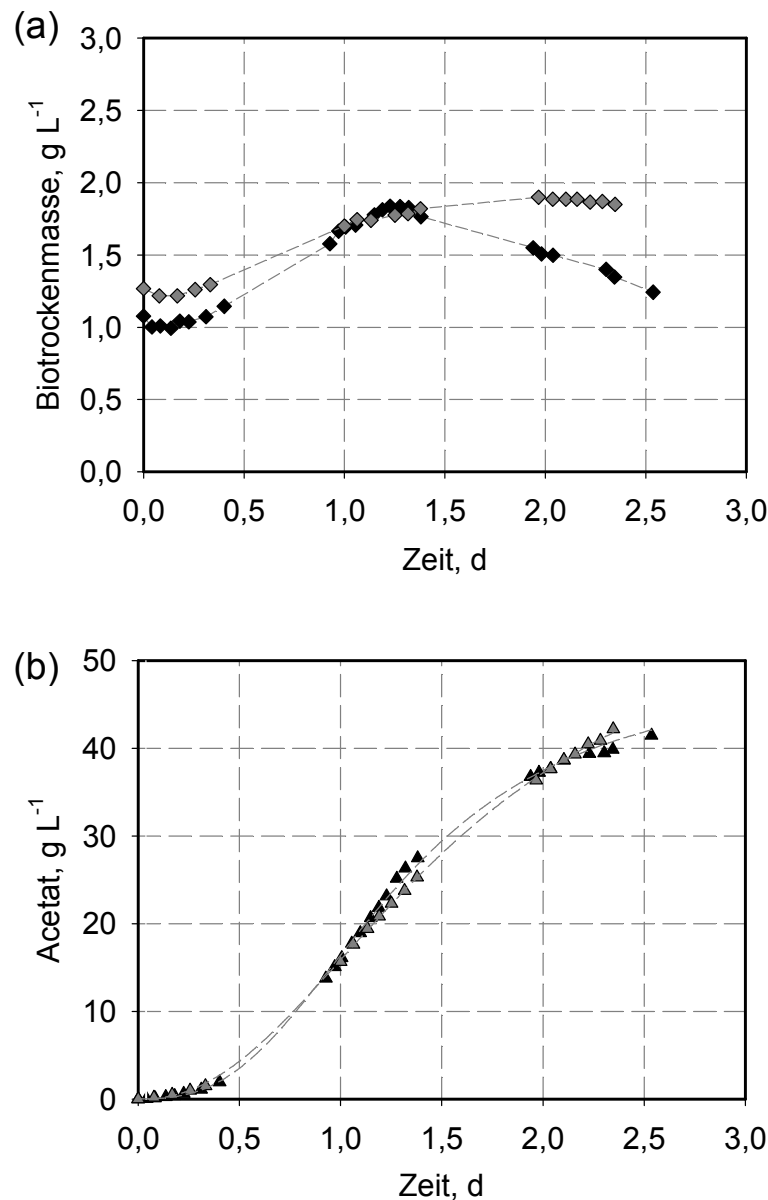 (a)
3,0
2,5
2,0
1,5
1,0
0,5
0,0
Biotrockenmasse, g L⁻¹
0,0 0,5 1,0 1,5 2,0 2,5 3,0
Zeit, d
(b)
50
40
30
20
10
0
Acetat, g L⁻¹
0,0 0,5 1,0 1,5 2,0 2,5 3,0
Zeit, d